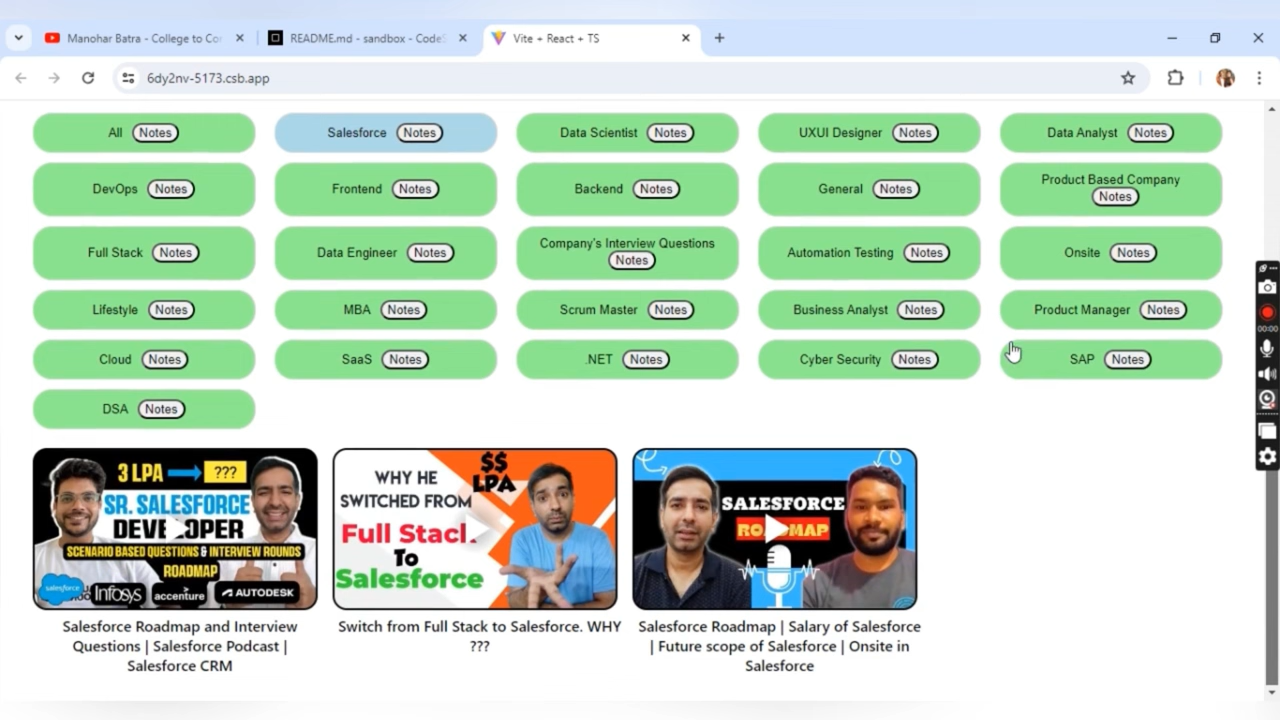 Manohar Batra - College to Co
README.md - sandbox - Code
Vite + React + TS
6dy2nv-5173.csb.app
All Notes
Salesforce Notes
Data Scientist Notes
UXUI Designer Notes
Data Analyst Notes
DevOps Notes
Frontend Notes
Backend Notes
General Notes
Product Based Company
Notes
Full Stack Notes
Data Engineer Notes
Company's Interview Questions
Notes
Automation Testing Notes
Onsite Notes
Lifestyle Notes
MBA Notes
Scrum Master Notes
Business Analyst Notes
Product Manager Notes
Cloud Notes
SaaS Notes
.NET Notes
Cyber Security Notes
SAP Notes
DSA Notes
00:00
3 LPA ???
SR. SALESFORCE
DEVELOPER
SCENARIO BASED QUESTIONS & INTERVIEW ROUNDS
ROADMAP
salesforce
Infosys
accenture
AUTODESK
WHY HE
SWITCHED FROM
Full Stack
To
Salesforce
$$
LPA
SALESFORCE
ROADMAP
Salesforce Roadmap and Interview
Questions | Salesforce Podcast |
Salesforce CRM
Switch from Full Stack to Salesforce. WHY
???
Salesforce Roadmap | Salary of Salesforce
| Future scope of Salesforce | Onsite in
Salesforce